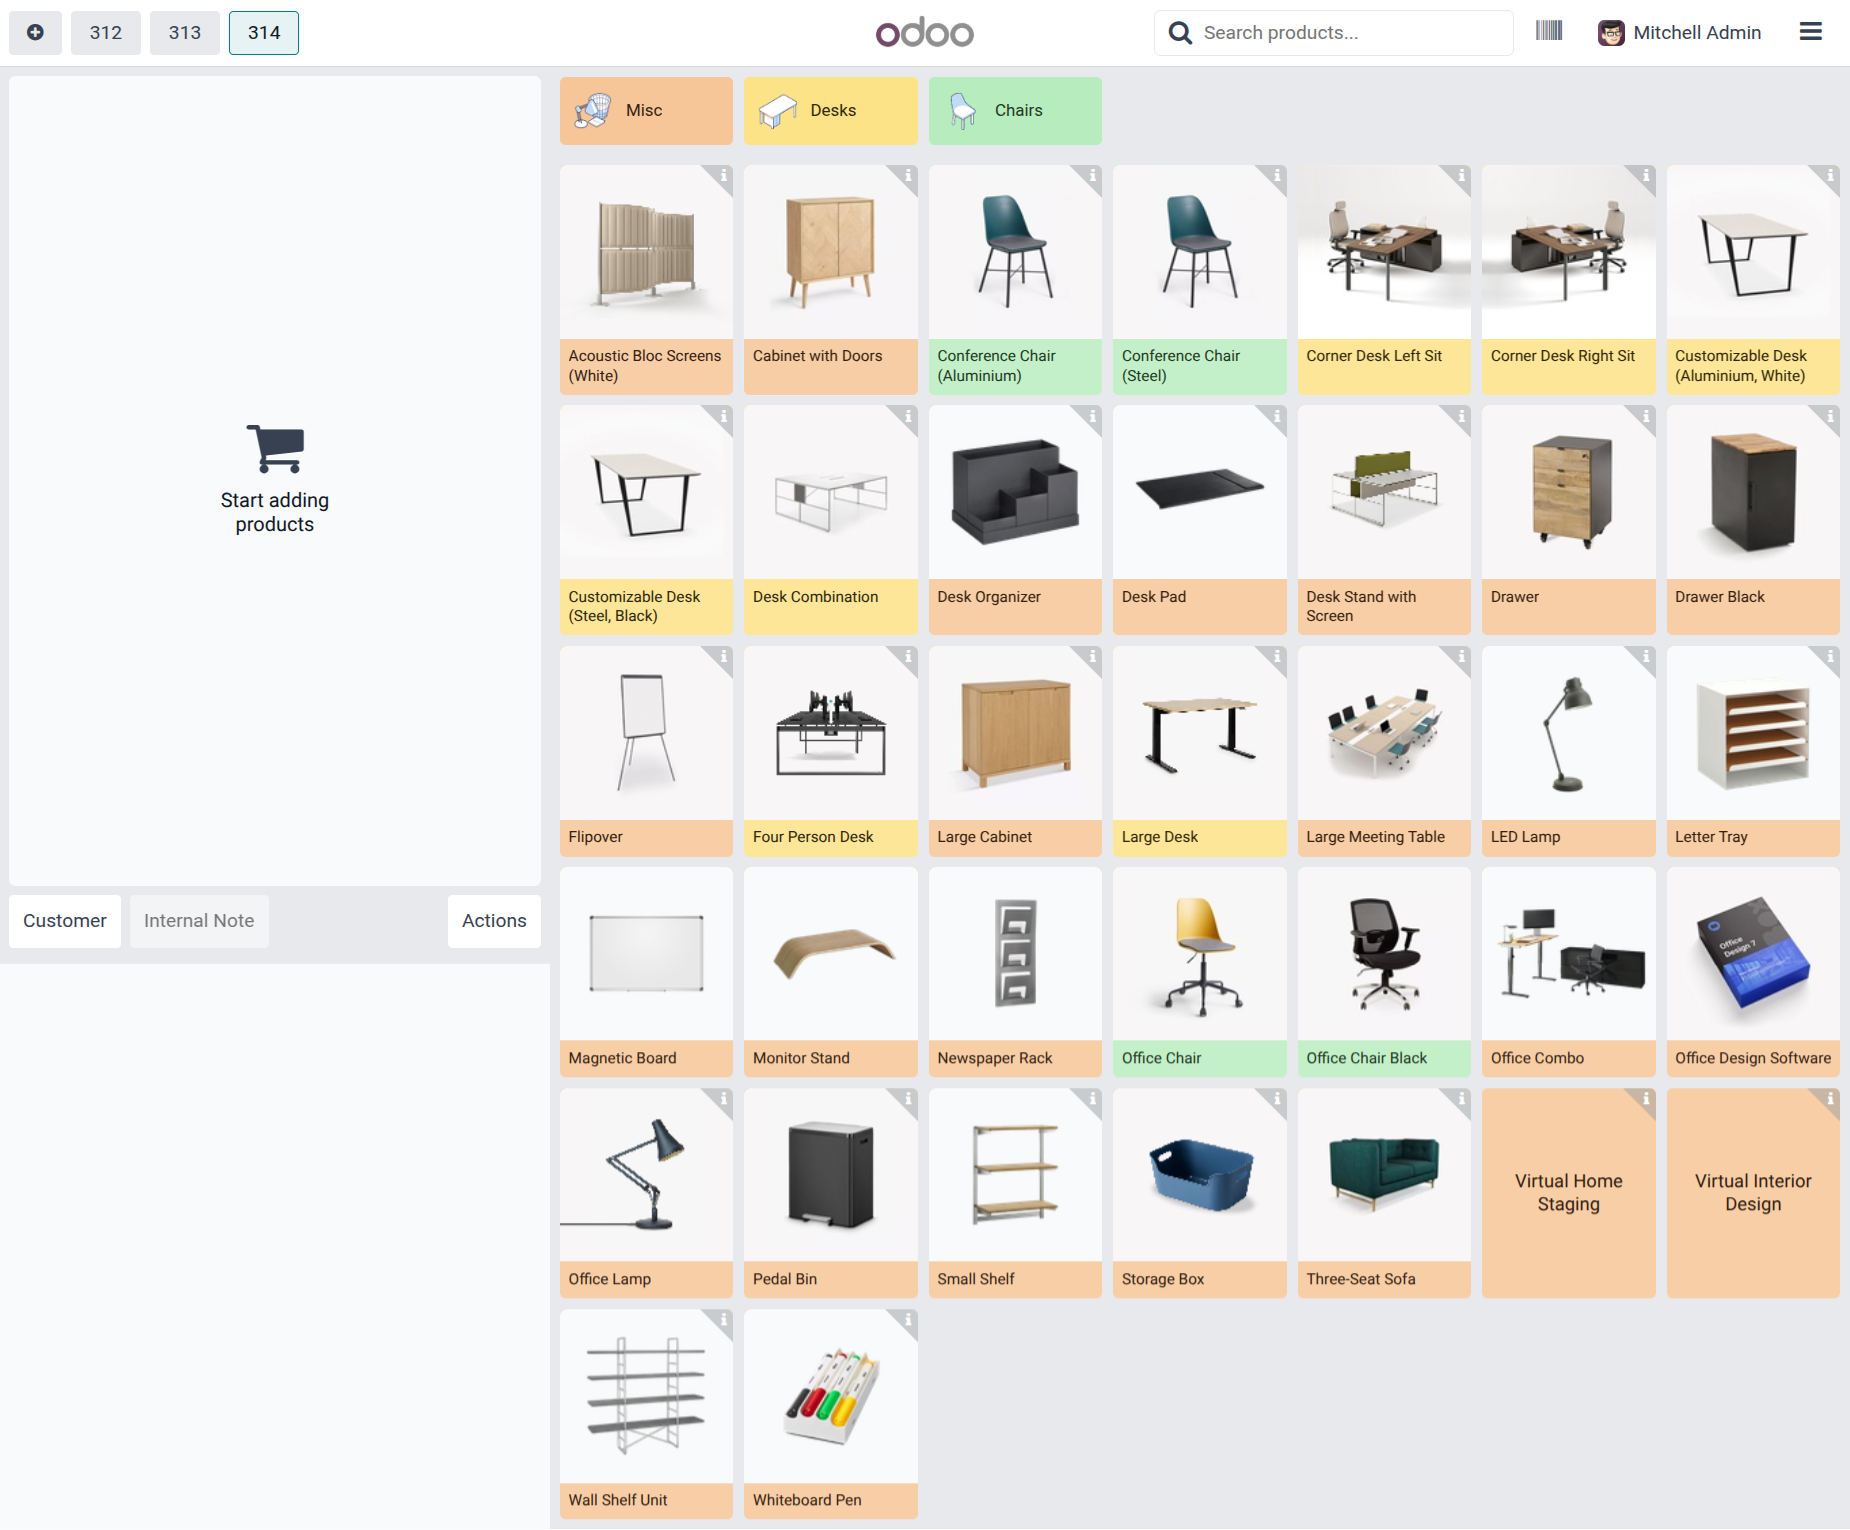 312
313
314
odoo
Search products...
Mitchell Admin
Misc
Desks
Chairs
Start adding
products
Acoustic Bloc Screens
(White)
Cabinet with Doors
Conference Chair
(Aluminium)
Conference Chair
(Steel)
Corner Desk Left Sit
Corner Desk Right Sit
Customizable Desk
(Aluminium, White)
Customizable Desk
(Steel, Black)
Desk Combination
Desk Organizer
Desk Pad
Desk Stand with
Screen
Drawer
Drawer Black
Flipover
Four Person Desk
Large Cabinet
Large Desk
Large Meeting Table
LED Lamp
Letter Tray
Customer
Internal Note
Actions
Office
Design 7
Magnetic Board
Monitor Stand
Newspaper Rack
Office Chair
Office Chair Black
Office Combo
Office Design Software
Virtual Home
Staging
Virtual Interior
Design
Office Lamp
Pedal Bin
Small Shelf
Storage Box
Three-Seat Sofa
Wall Shelf Unit
Whiteboard Pen